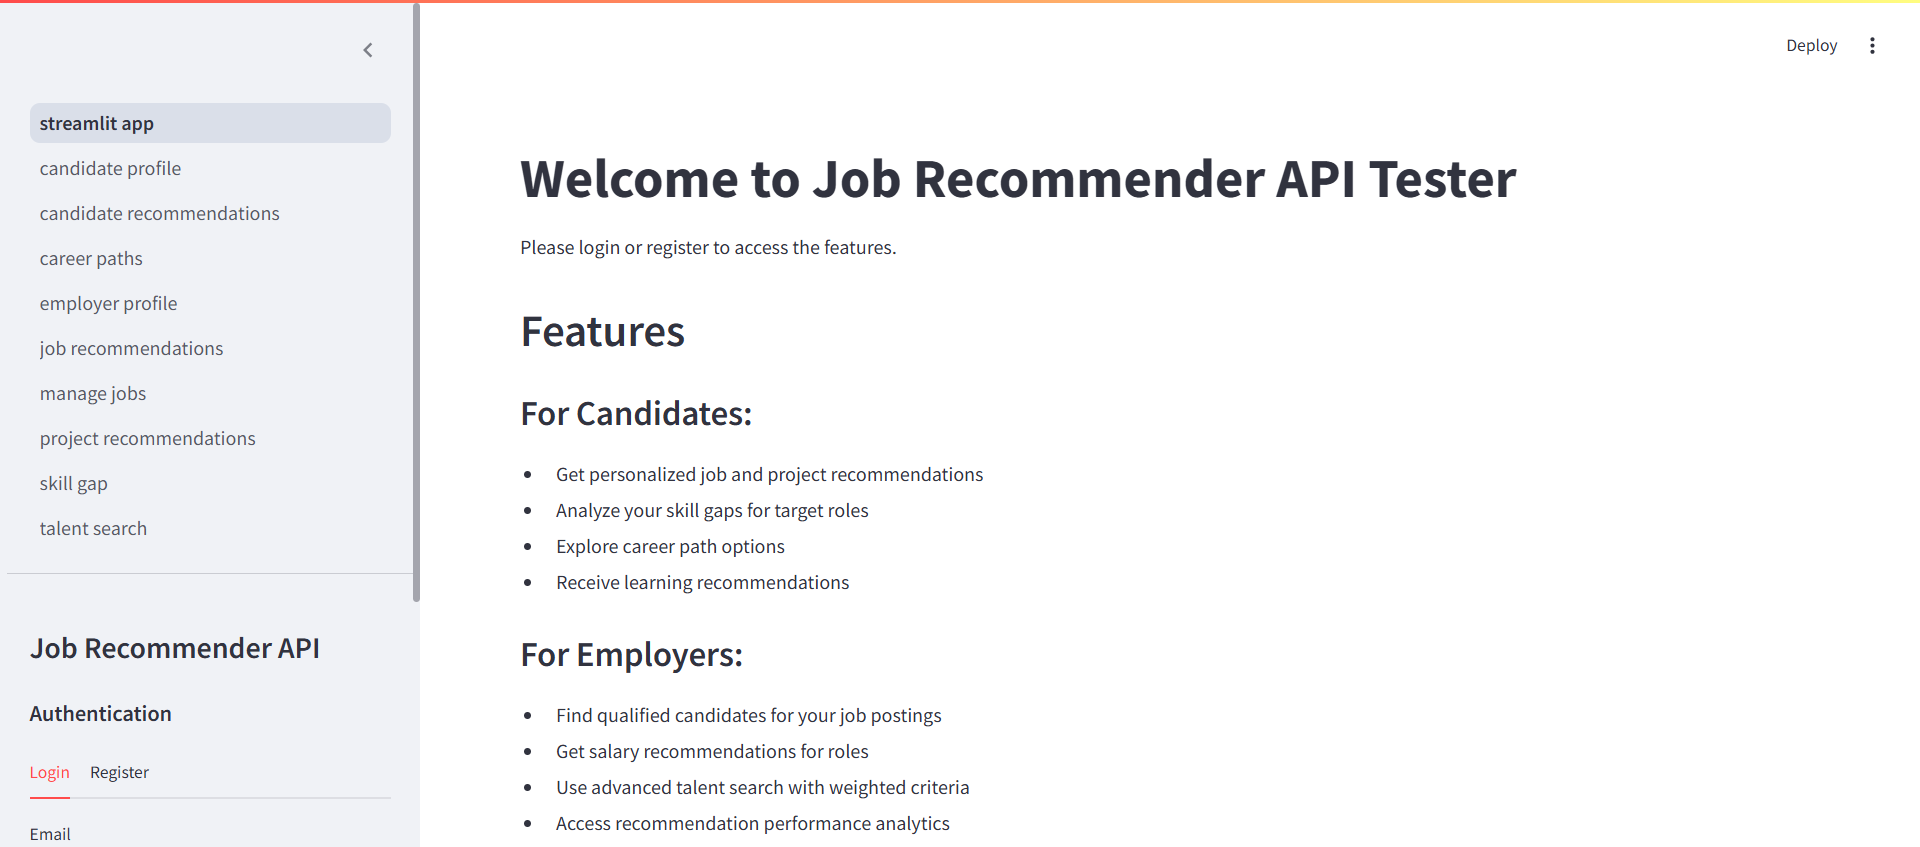 streamlit app
candidate profile
candidate recommendations
career paths
employer profile
job recommendations
manage jobs
project recommendations
skill gap
talent search
Job Recommender API
Authentication
Login Register
Email
Deploy
Welcome to Job Recommender API Tester
Please login or register to access the features.
Features
For Candidates:
Get personalized job and project recommendations
Analyze your skill gaps for target roles
Explore career path options
Receive learning recommendations
For Employers:
Find qualified candidates for your job postings
Get salary recommendations for roles
Use advanced talent search with weighted criteria
Access recommendation performance analytics